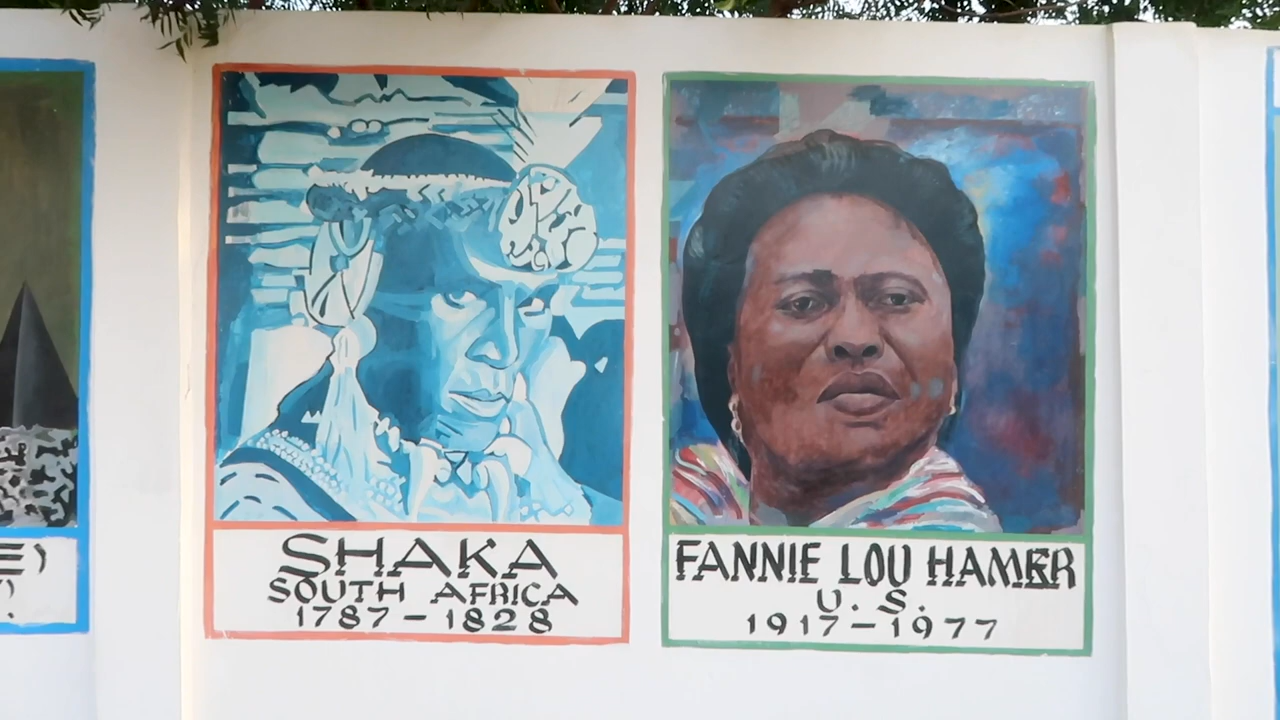 SHAKA
SOUTH AFRICA
1787 - 1828
FANNIE LOU HAMER
U.S.
1917 - 1977